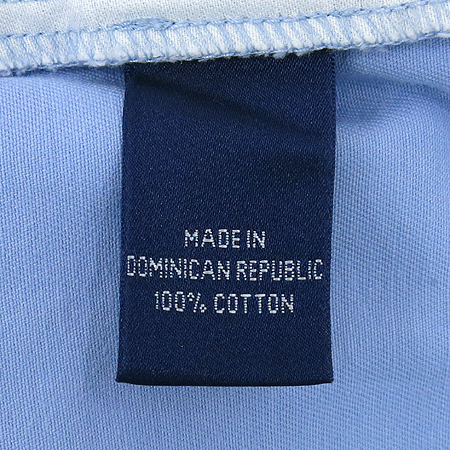 MADE IN
DOMINICAN REPUBLIC
100% COTTON